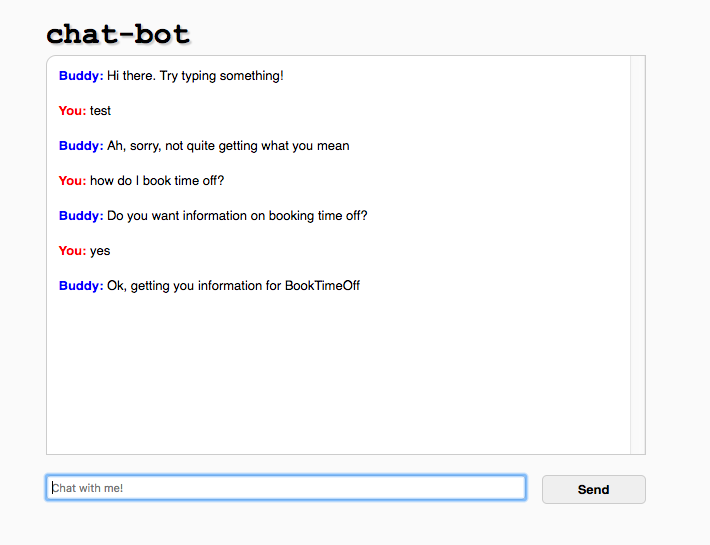 chat-bot
Buddy: Hi there. Try typing something!
You: test
Buddy: Ah, sorry, not quite getting what you mean
You: how do I book time off?
Buddy: Do you want information on booking time off?
You: yes
Buddy: Ok, getting you information for BookTimeOff
Chat with me!
Send